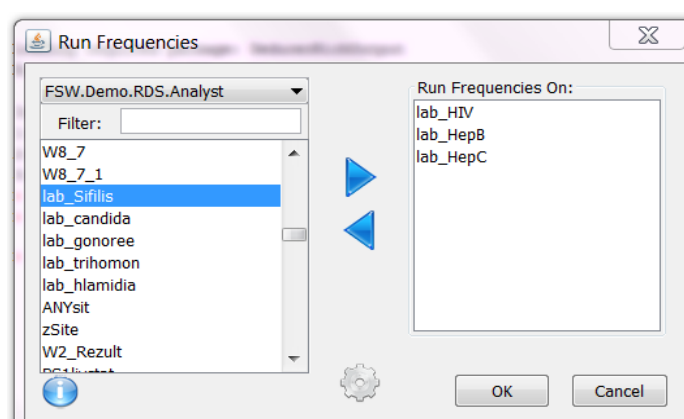 Run Frequencies
FSW.Demo.RDS.Analyst
Filter:
W8_7
W8_7_1
lab_Sifilis
lab_candida
lab_gonoree
lab_trihomon
lab_hlamidia
ANYsit
zSite
W2_Rezult
Run Frequencies On:
lab_HIV
lab_HepB
lab_HepC
OK
Cancel